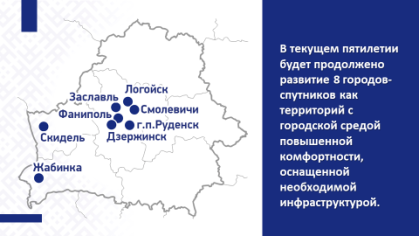 Логойск
Заславль
Смолевичи
Фаниполь
г.п.Руденск
Дзержинск
Скидель
Жабинка
В текущем пятилетии
будет продолжено
развитие 8 городов-
спутников как
территорий с
городской средой
повышенной
комфортности,
оснащенной
необходимой
инфраструктурой.